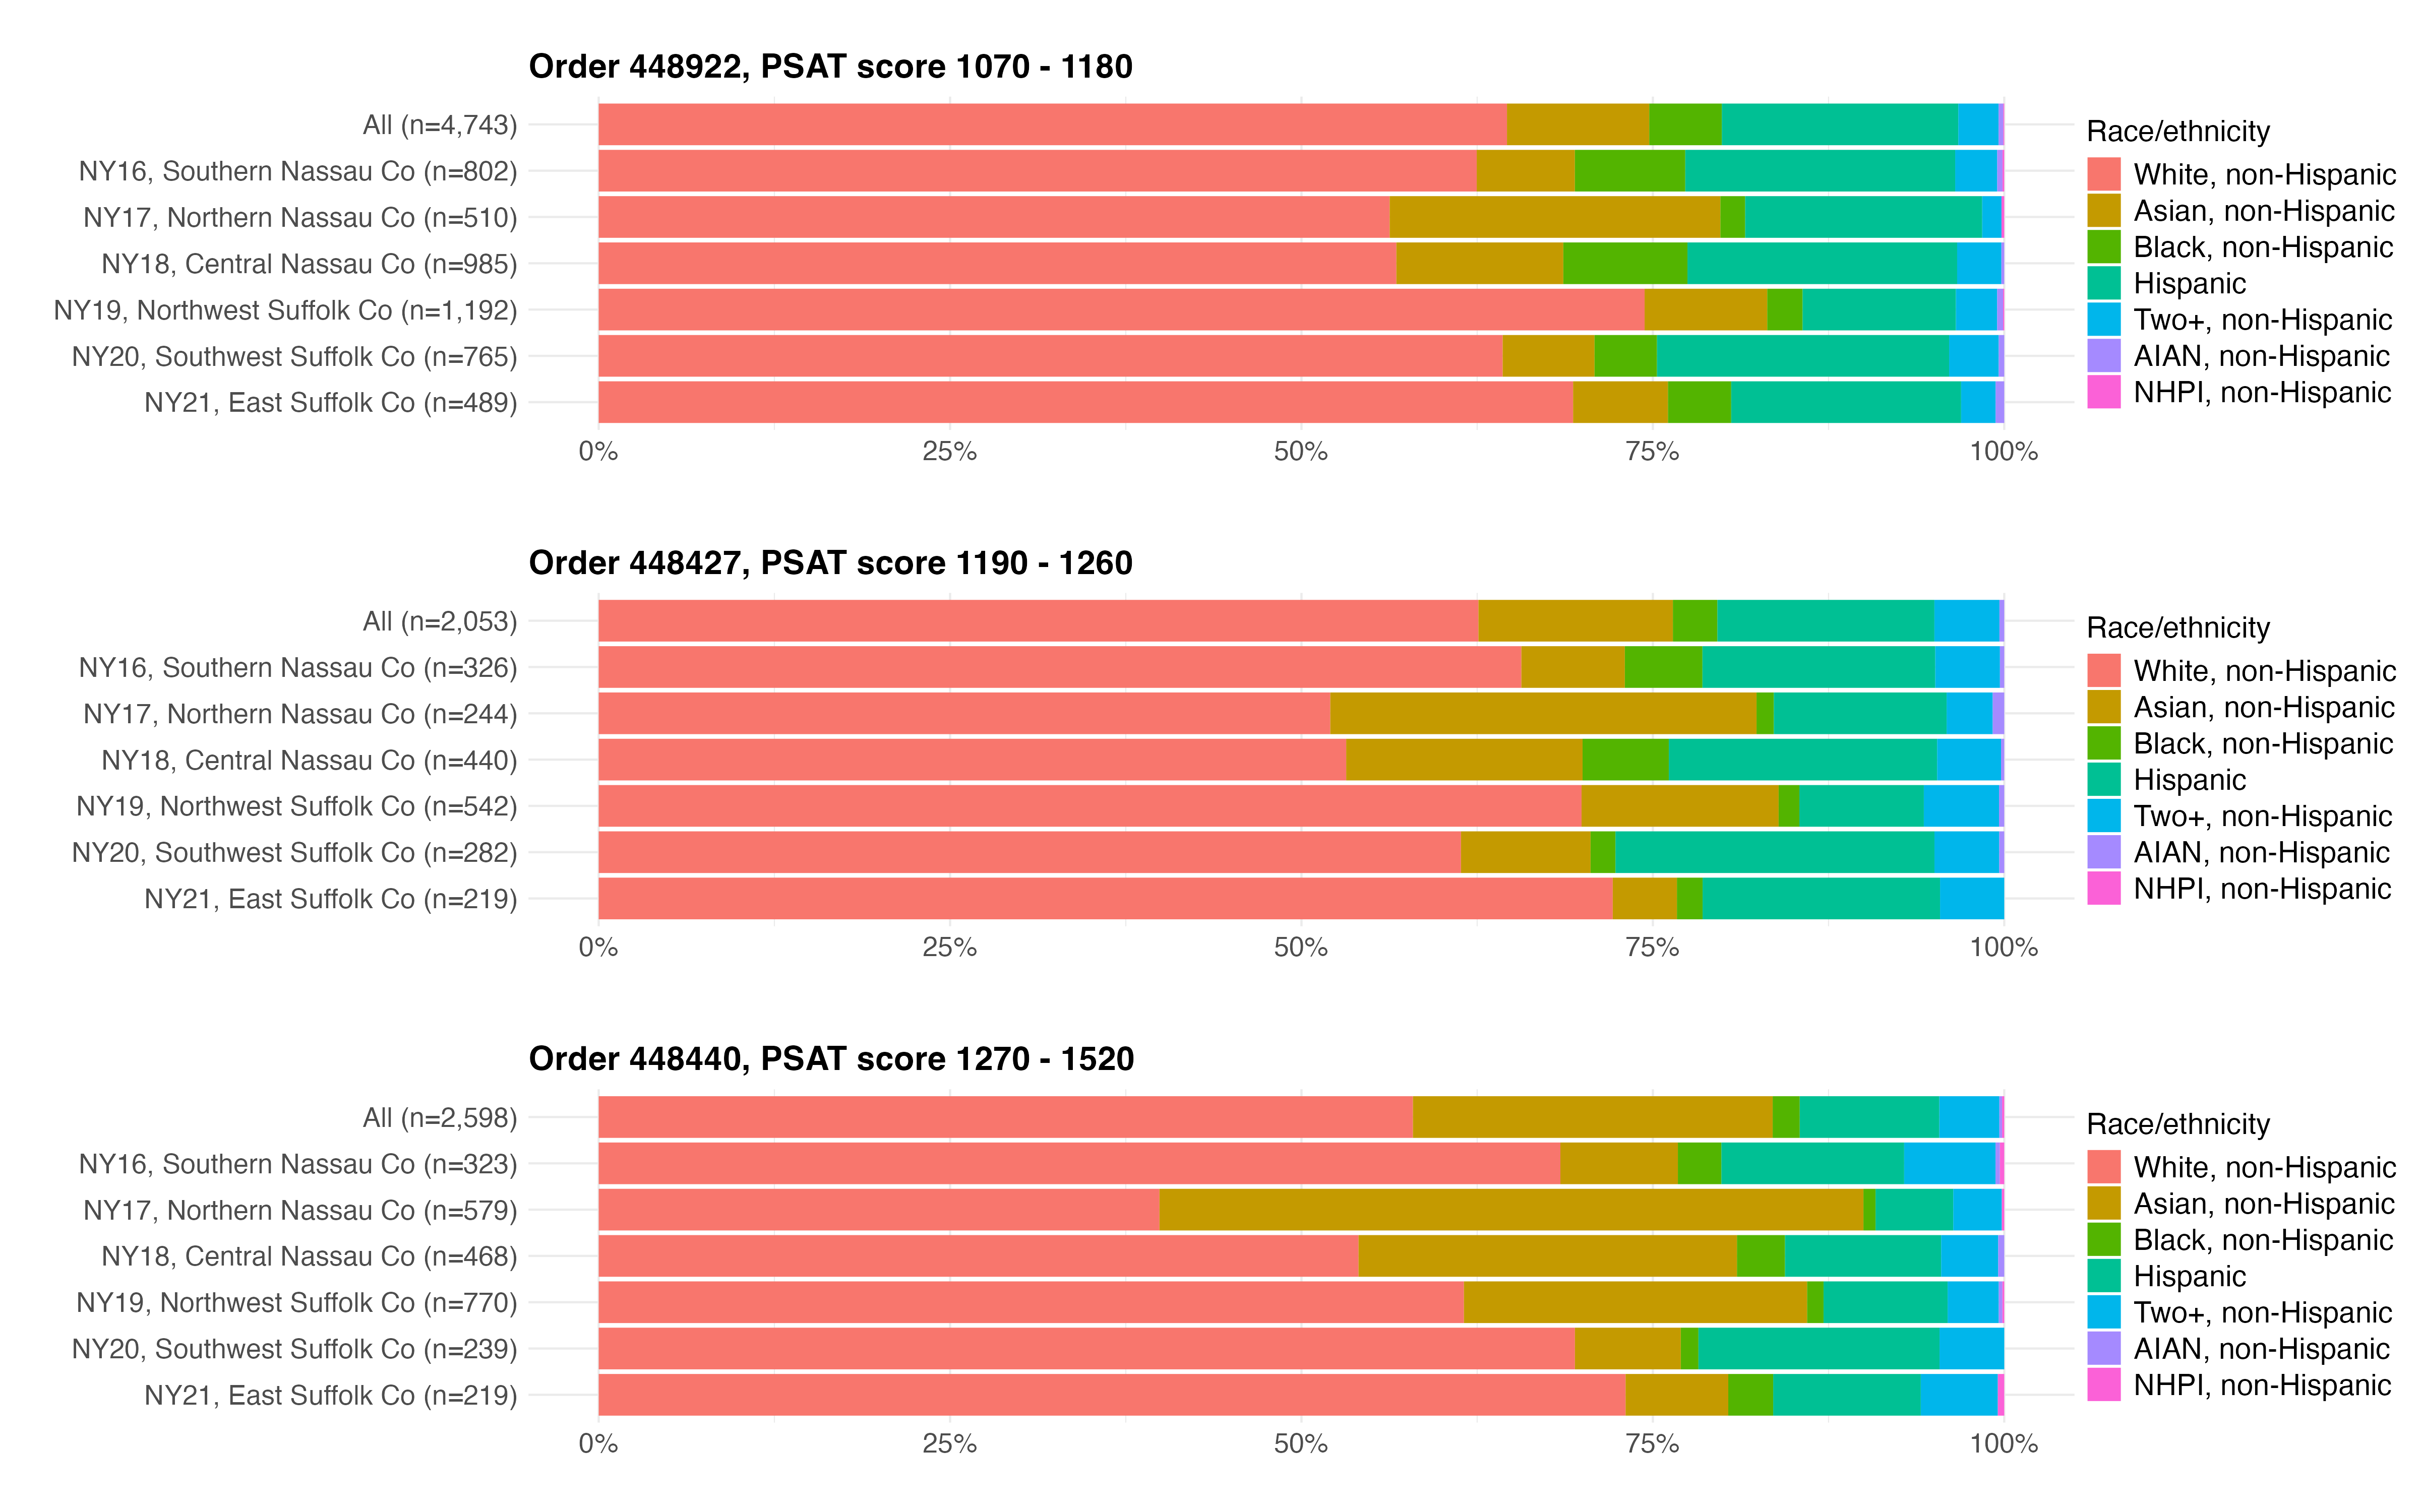 Order 448922, PSAT score 1070 - 1180
All (n=4,743)
NY16, Southern Nassau Co (n=802)
NY17, Northern Nassau Co (n=510)
NY18, Central Nassau Co (n=985)
NY19, Northwest Suffolk Co (n=1,192)
NY20, Southwest Suffolk Co (n=765)
NY21, East Suffolk Co (n=489)
0% 25% 50% 75% 100%
Race/ethnicity
White, non-Hispanic
Asian, non-Hispanic
Black, non-Hispanic
Hispanic
Two+, non-Hispanic
AIAN, non-Hispanic
NHPI, non-Hispanic
Order 448427, PSAT score 1190 - 1260
All (n=2,053)
NY16, Southern Nassau Co (n=326)
NY17, Northern Nassau Co (n=244)
NY18, Central Nassau Co (n=440)
NY19, Northwest Suffolk Co (n=542)
NY20, Southwest Suffolk Co (n=282)
NY21, East Suffolk Co (n=219)
0% 25% 50% 75% 100%
Race/ethnicity
White, non-Hispanic
Asian, non-Hispanic
Black, non-Hispanic
Hispanic
Two+, non-Hispanic
AIAN, non-Hispanic
NHPI, non-Hispanic
Order 448440, PSAT score 1270 - 1520
All (n=2,598)
NY16, Southern Nassau Co (n=323)
NY17, Northern Nassau Co (n=579)
NY18, Central Nassau Co (n=468)
NY19, Northwest Suffolk Co (n=770)
NY20, Southwest Suffolk Co (n=239)
NY21, East Suffolk Co (n=219)
0% 25% 50% 75% 100%
Race/ethnicity
White, non-Hispanic
Asian, non-Hispanic
Black, non-Hispanic
Hispanic
Two+, non-Hispanic
AIAN, non-Hispanic
NHPI, non-Hispanic